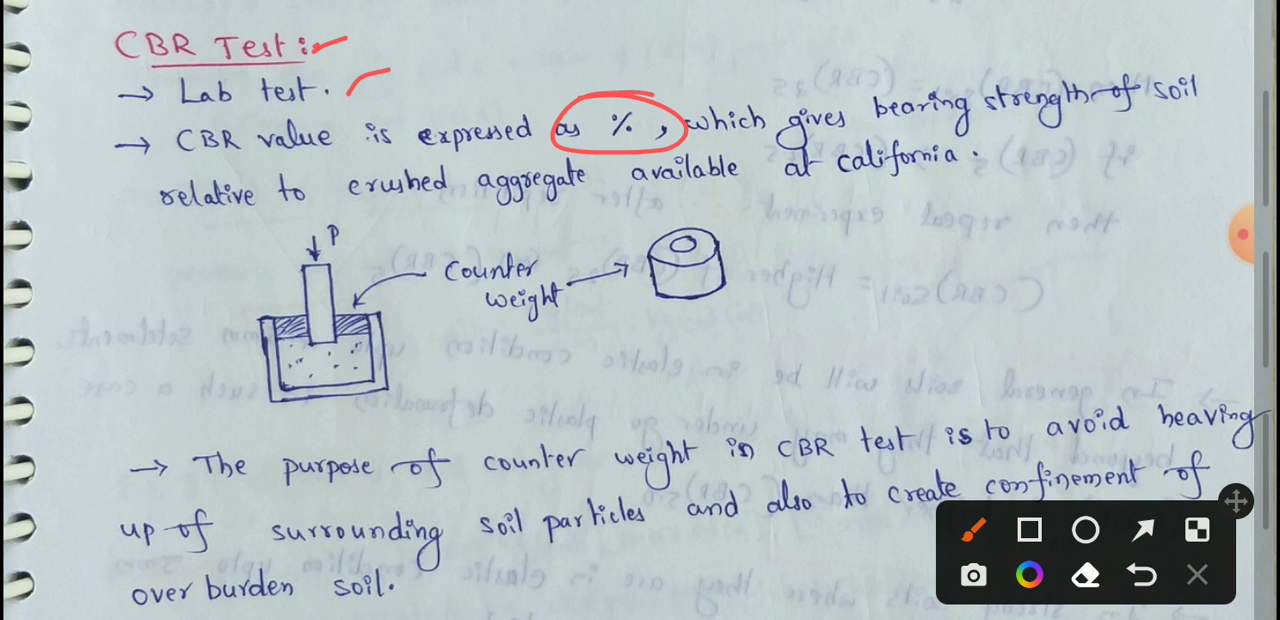 CBR Test:-
→ Lab test.
→ CBR value is expressed as %, which gives bearing strength of soil
relative to crushed aggregate available at california.
P
Counter
weight
→ The purpose of counter weight in CBR test is to avoid heaving
up of surrounding soil particles and also to create confinement of
over burden soil.